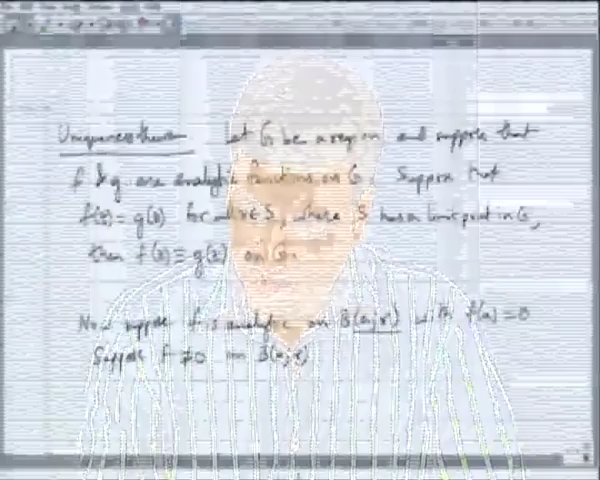 Uniqueness theorem Let G be a region and suppose that
f & g are analytic functions on G. Suppose that
f(z) = g(z) for all z ∈ S, where S has a limit point in G,
then f(z) ≡ g(z) on G.
Now suppose f is analytic on B(a;r) with f(a) = 0
Suppose f ≢ 0 on B(a;r)